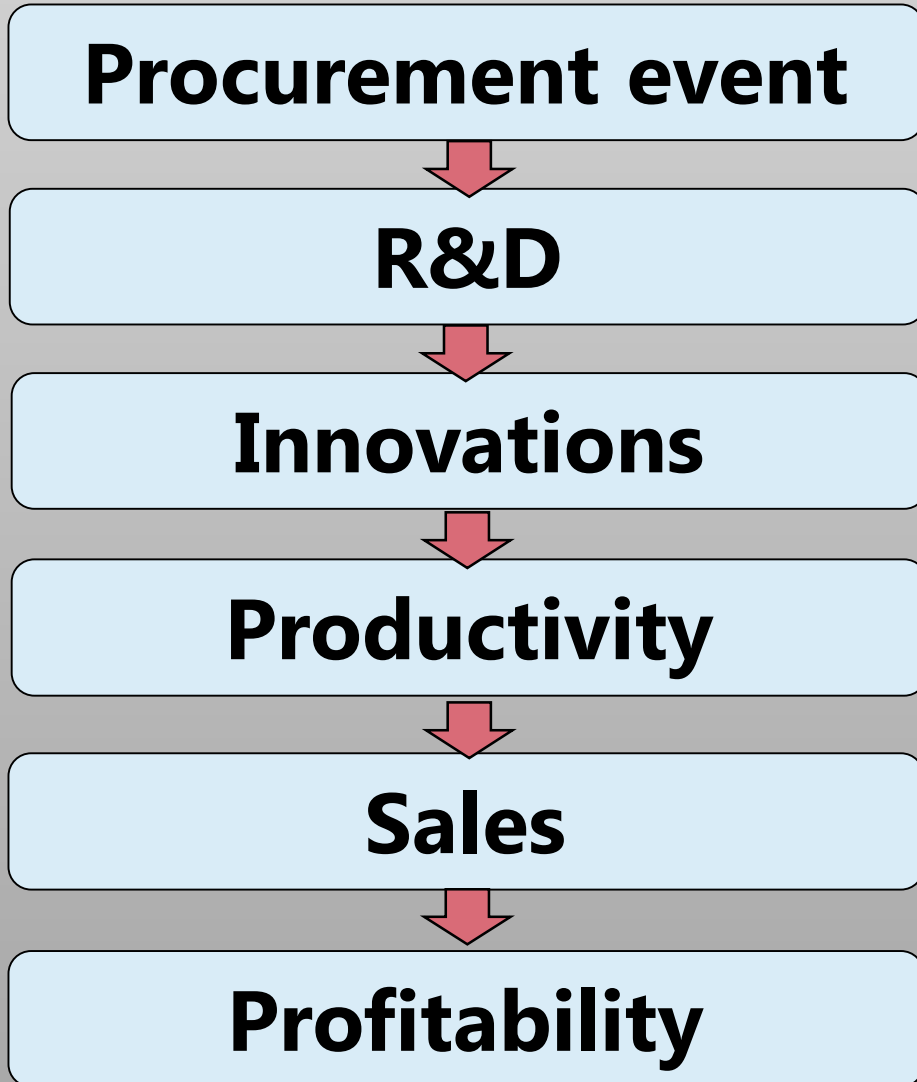 Procurement event
R&D
Innovations
Productivity
Sales
Profitability